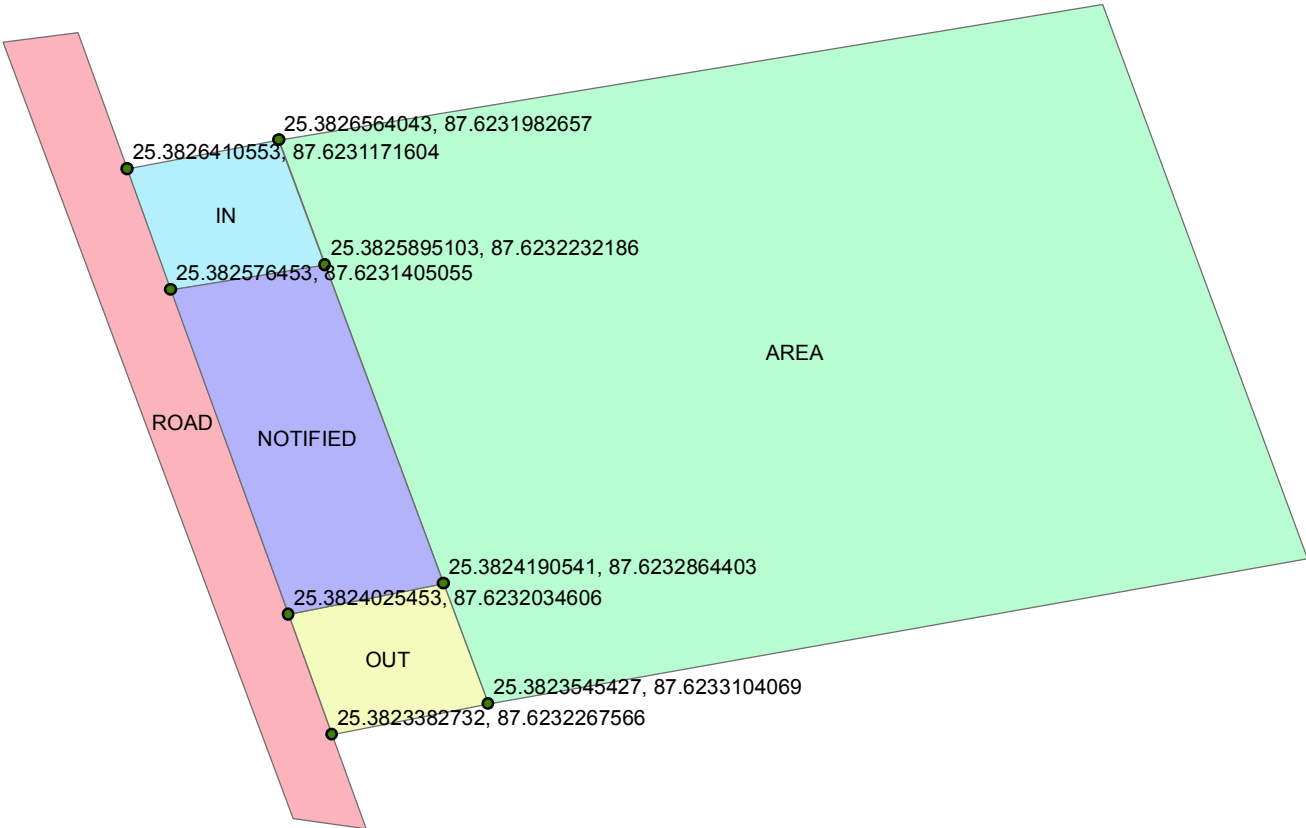 25.3826564043, 87.6231982657
25.3826410553, 87.6231171604
IN
25.3825895103, 87.6232232186
25.382576453, 87.6231405055
AREA
ROAD
NOTIFIED
25.3824190541, 87.6232864403
25.3824025453, 87.6232034606
OUT
25.3823545427, 87.6233104069
25.3823382732, 87.6232267566